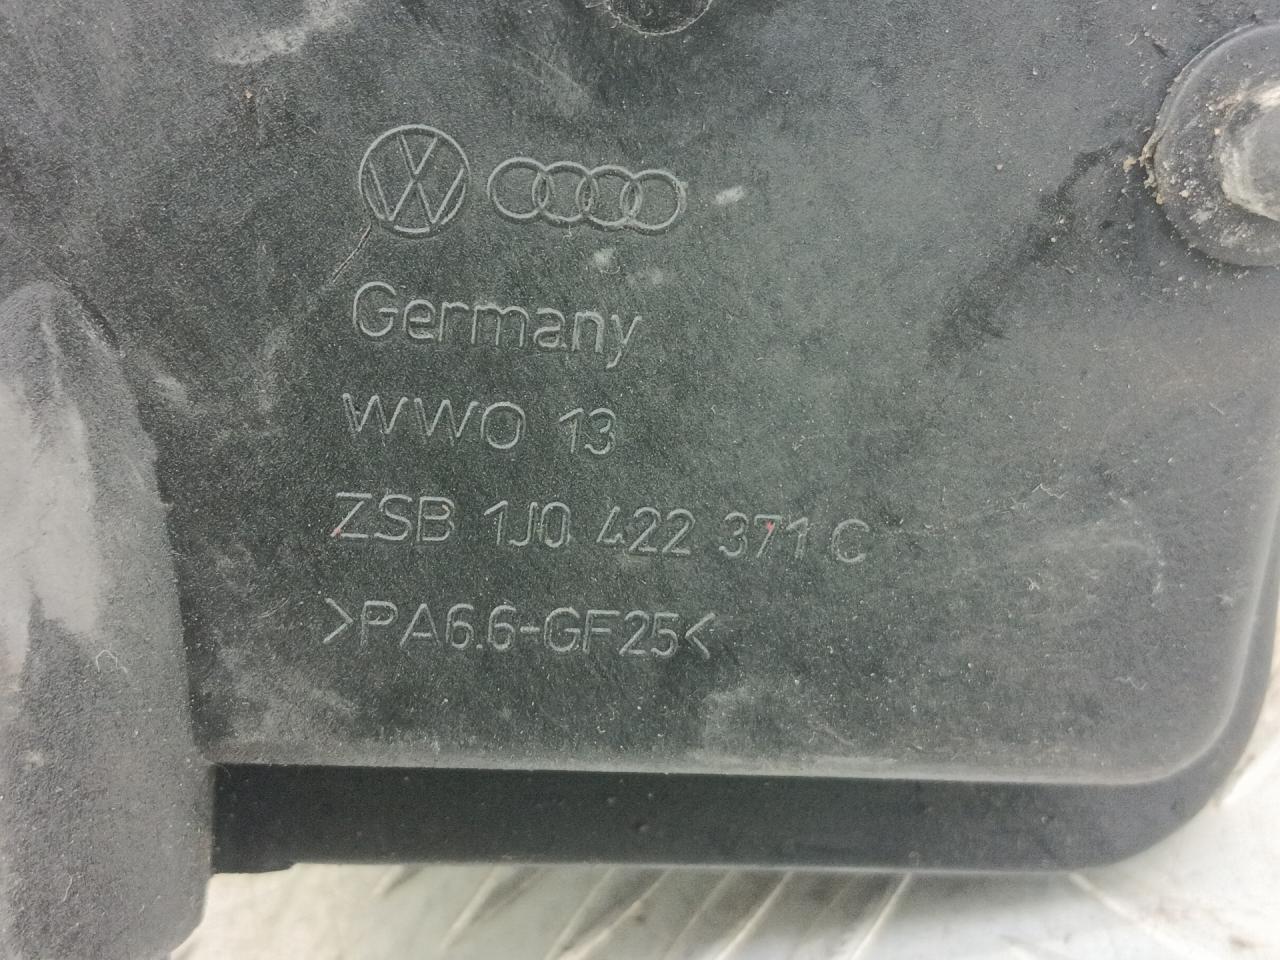 Germany
WWO 13
ZSB 1J0 422 371 C
>PA6.6-GF25<